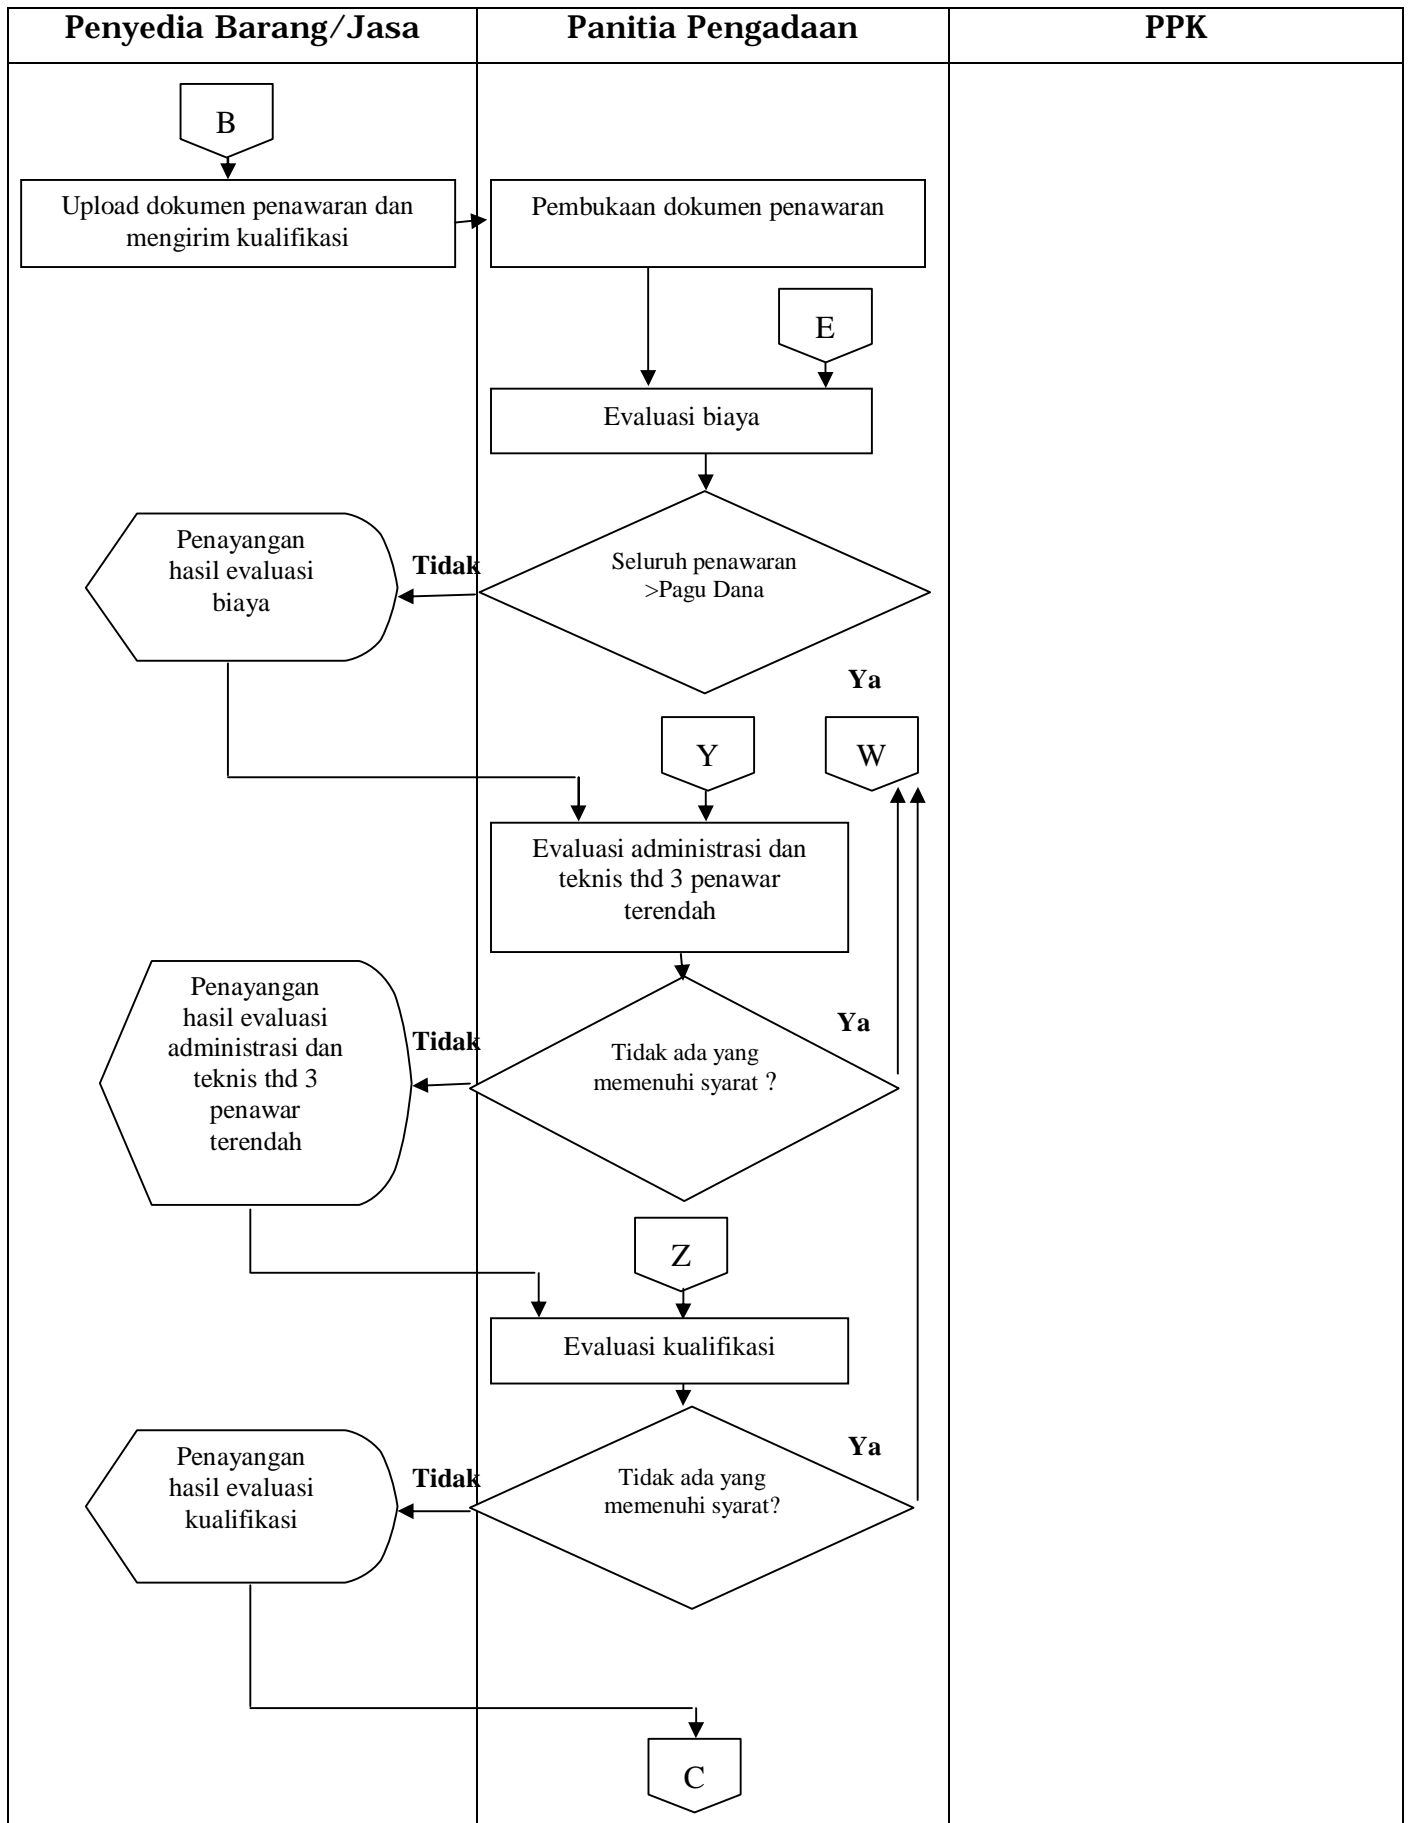 Penyedia Barang/Jasa
Panitia Pengadaan
PPK
B
Upload dokumen penawaran dan
mengirim kualifikasi
Pembukaan dokumen penawaran
E
Evaluasi biaya
Seluruh penawaran
>Pagu Dana
Tidak
Penayangan
hasil evaluasi
biaya
Ya
Y
W
Evaluasi administrasi dan
teknis thd 3 penawar
terendah
Tidak ada yang
memenuhi syarat ?
Ya
Tidak
Penayangan
hasil evaluasi
administrasi dan
teknis thd 3
penawar
terendah
Z
Evaluasi kualifikasi
Tidak ada yang
memenuhi syarat?
Ya
Tidak
Penayangan
hasil evaluasi
kualifikasi
C